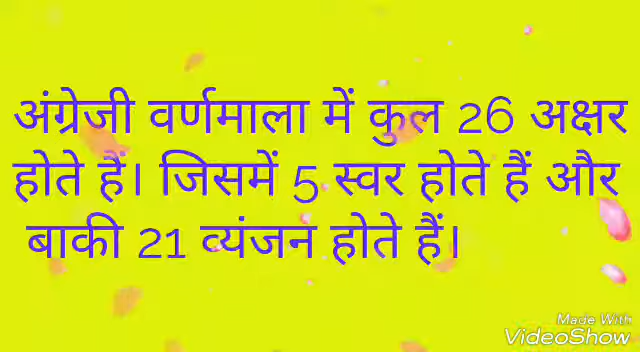 अंग्रेजी वर्णमाला में कुल 26 अक्षर
होते हैं। जिसमें 5 स्वर होते हैं और
बाकी 21 व्यंजन होते हैं।
Made With
VideoShow